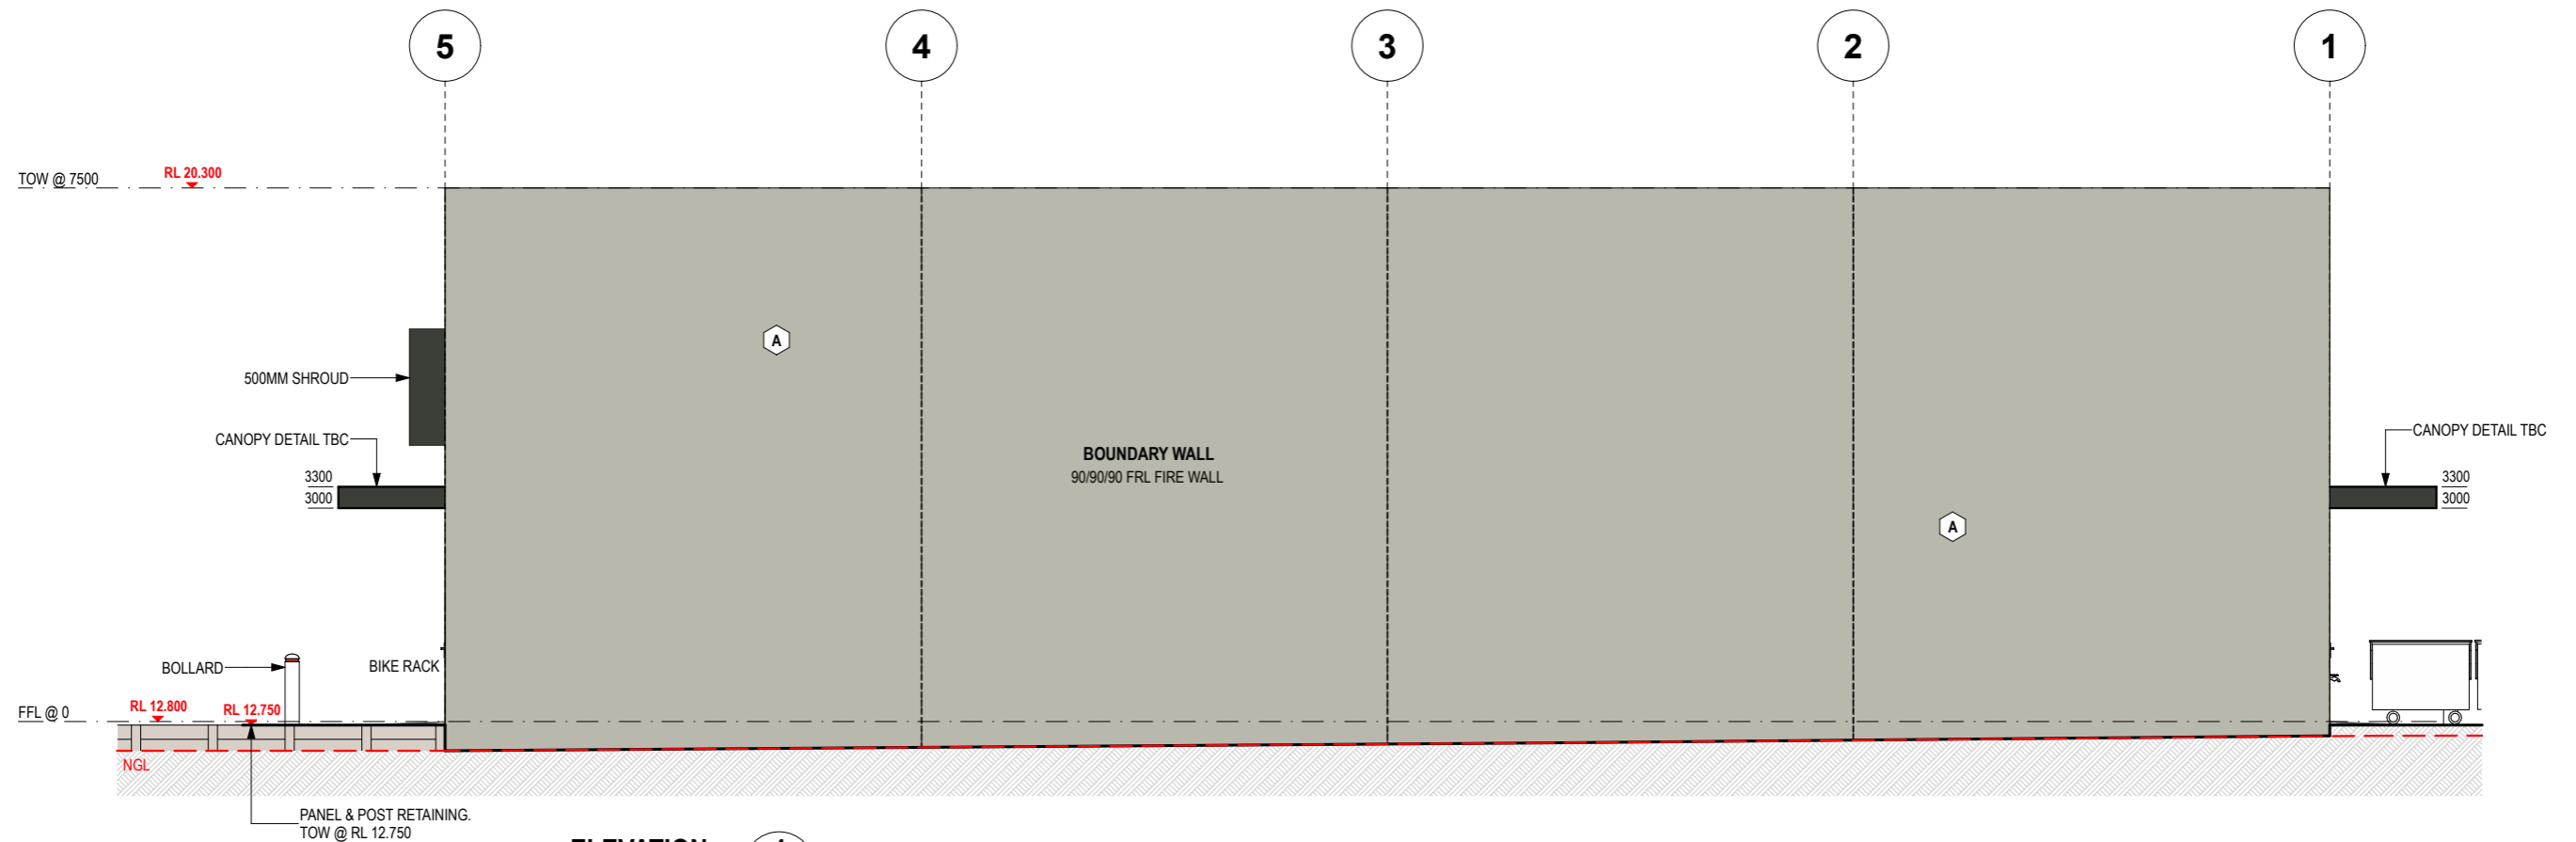 5
4
3
2
1
TOW @ 7500
RL 20.300
A
500MM SHROUD
CANOPY DETAIL TBC
CANOPY DETAIL TBC
BOUNDARY WALL
90/90/90 FRL FIRE WALL
3300
3000
3300
3000
A
BOLLARD
BIKE RACK
FFL @ 0
RL 12.800
RL 12.750
NGL
PANEL & POST RETAINING.
TOW @ RL 12.750
ELEVATION